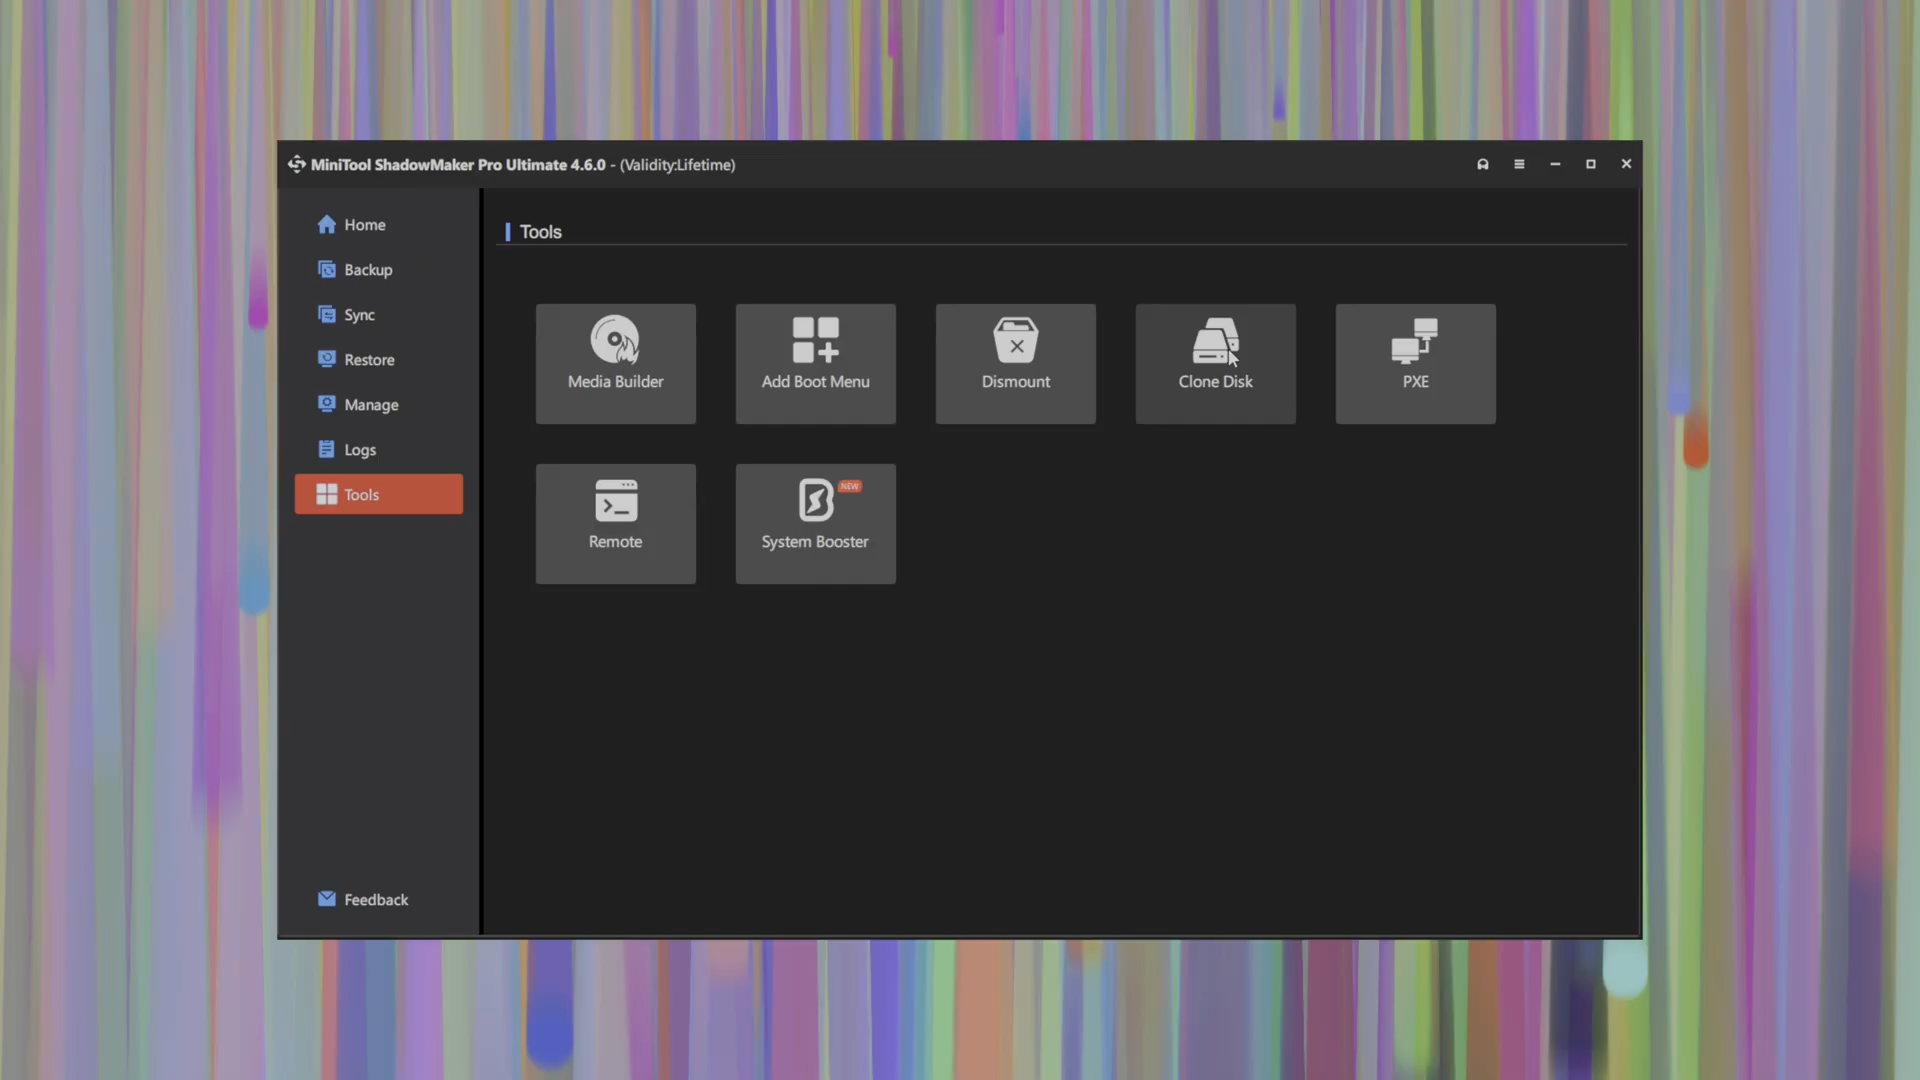 MiniTool ShadowMaker Pro Ultimate 4.6.0 - (Validity:Lifetime)
Home
Backup
Sync
Restore
Manage
Logs
Tools
Feedback
Tools
Media Builder
Add Boot Menu
Dismount
Clone Disk
PXE
Remote
NEW
System Booster